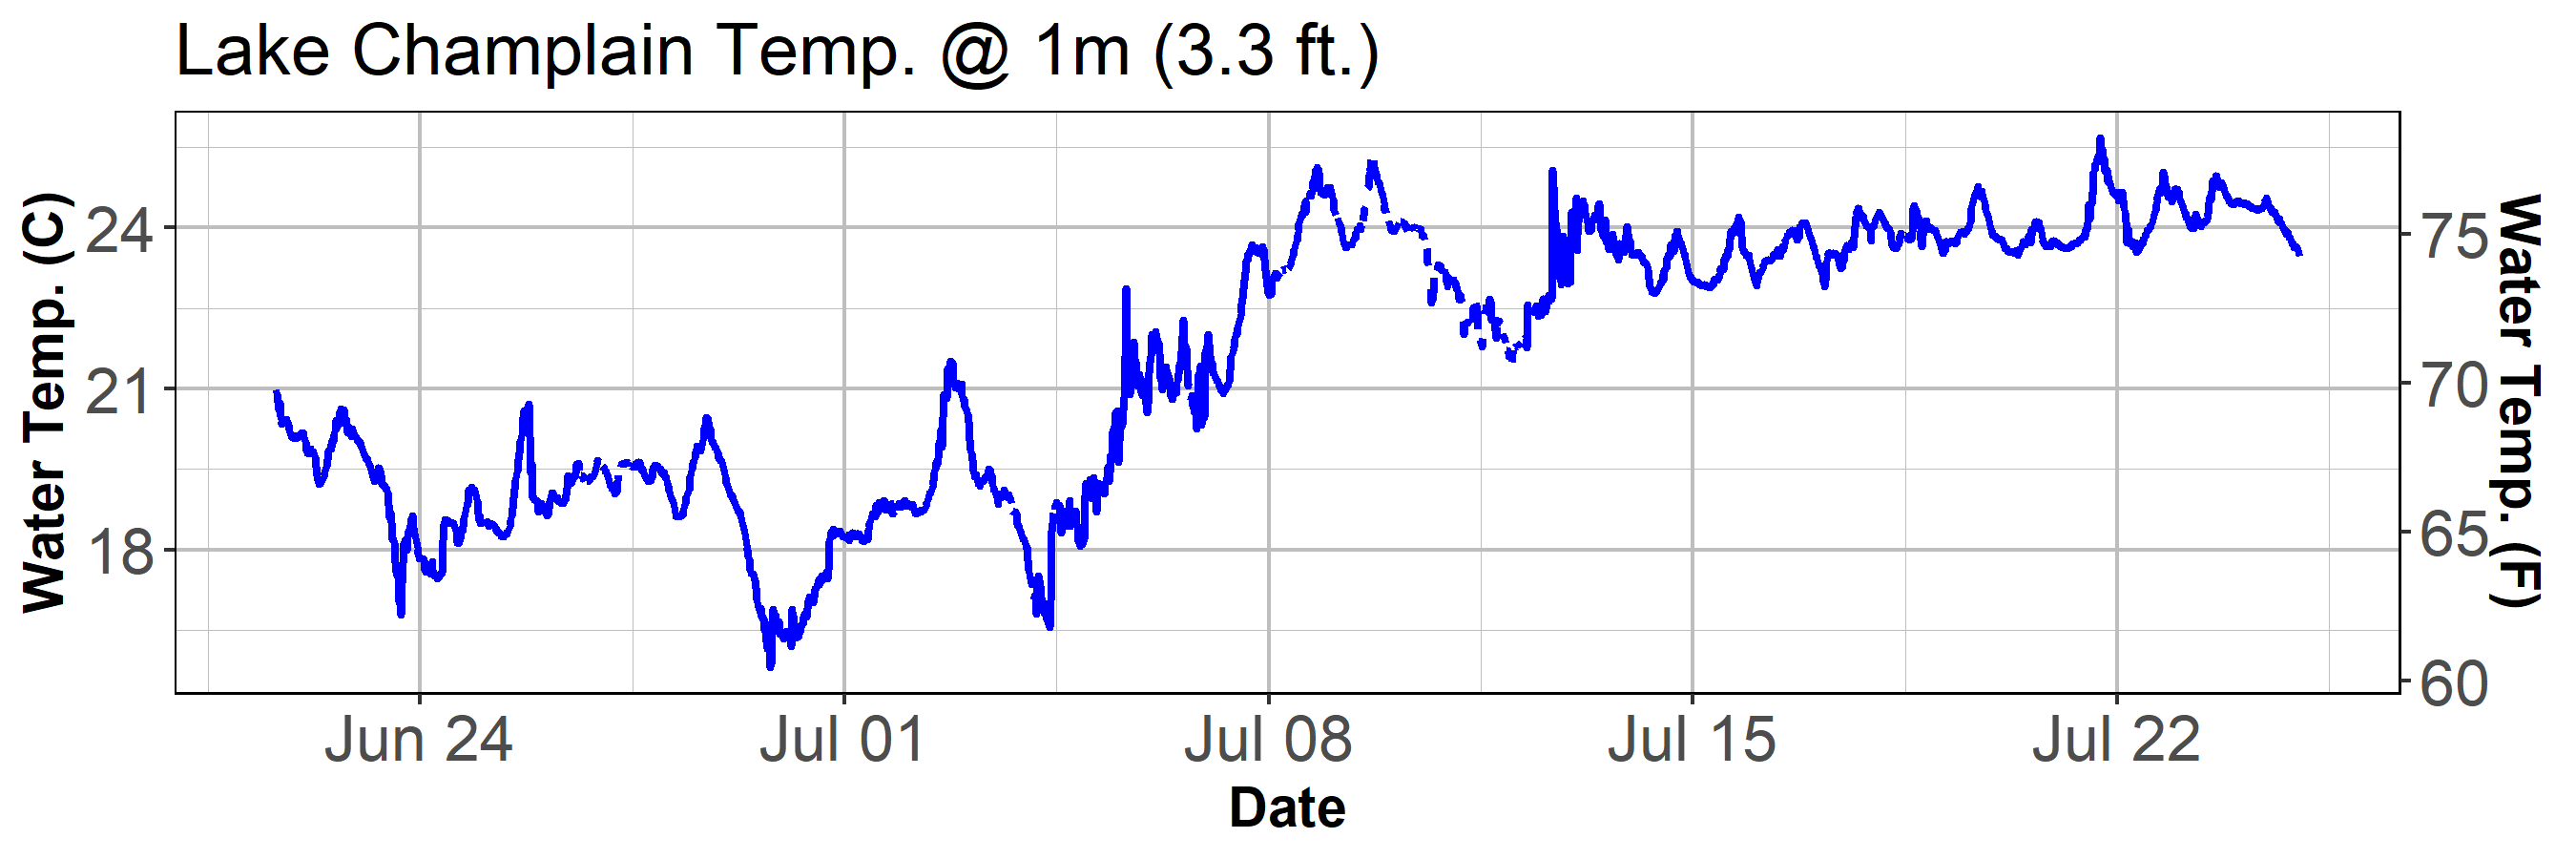 Lake Champlain Temp. @ 1m (3.3 ft.)
Water Temp. (C)
24
21
18
75
70
65
60
Water Temp. (F)
Jun 24
Jul 01
Jul 08
Jul 15
Jul 22
Date